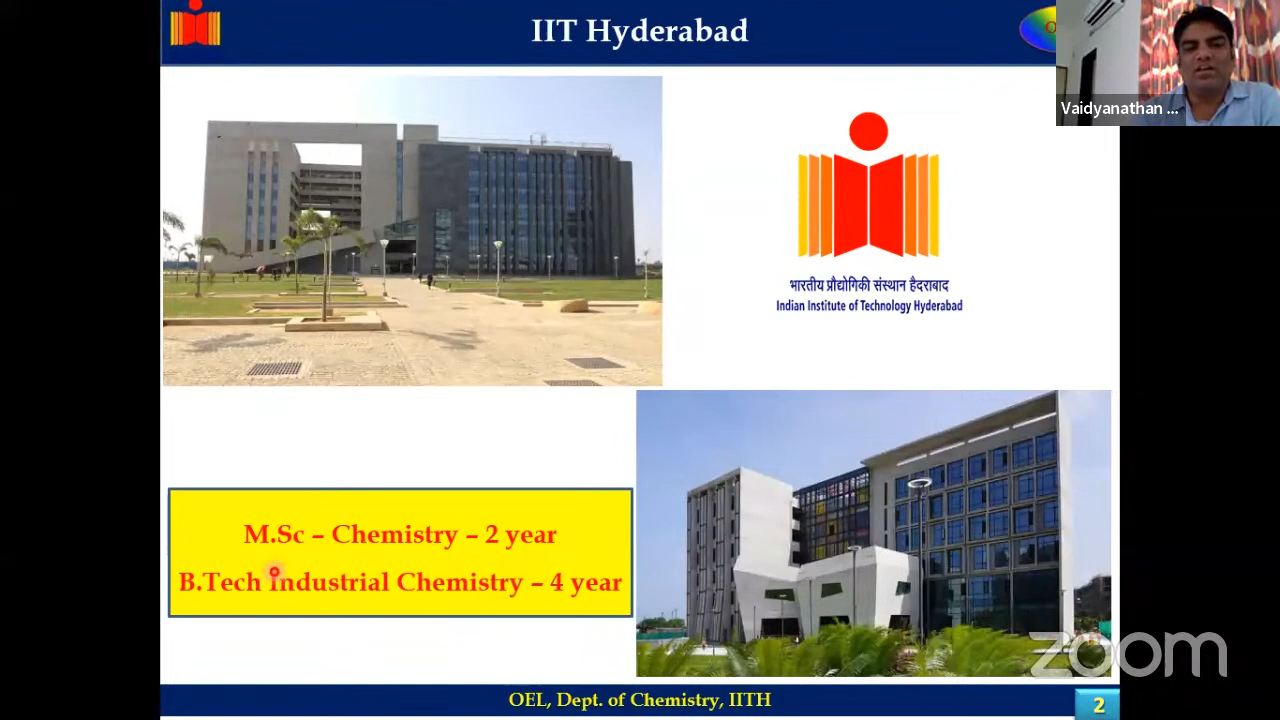 IIT Hyderabad
Vaidyanathan ...
भारतीय प्रौद्योगिकी संस्थान हैदराबाद
Indian Institute of Technology Hyderabad
M.Sc – Chemistry – 2 year
B.Tech Industrial Chemistry – 4 year
zoom
OEL, Dept. of Chemistry, IITH
2